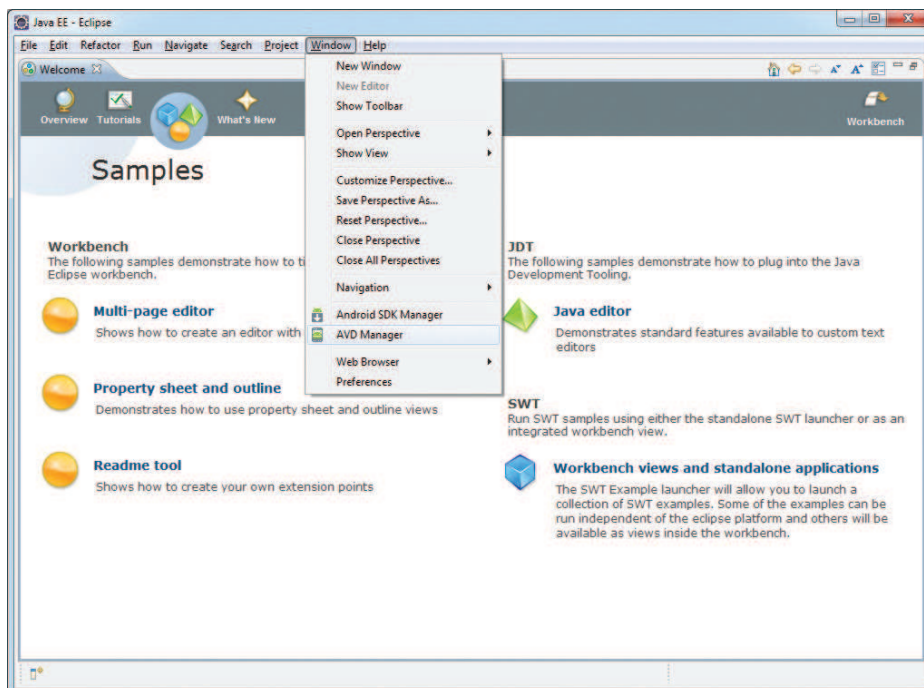 Java EE - Eclipse
File Edit Refactor Run Navigate Search Project Window Help
Welcome
Overview Tutorials What's New Workbench
New Window
New Editor
Show Toolbar
Open Perspective
Show View
Customize Perspective...
Save Perspective As...
Reset Perspective...
Close Perspective
Close All Perspectives
Navigation
Android SDK Manager
AVD Manager
Web Browser
Preferences
Samples
Workbench
The following samples demonstrate how to ti
Eclipse workbench.
Multi-page editor
Shows how to create an editor with
Property sheet and outline
Demonstrates how to use property sheet and outline views
Readme tool
Shows how to create your own extension points
JDT
The following samples demonstrate how to plug into the Java
Development Tooling.
Java editor
Demonstrates standard features available to custom text
editors
SWT
Run SWT samples using either the standalone SWT launcher or as an
integrated workbench view.
Workbench views and standalone applications
The SWT Example launcher will allow you to launch a
collection of SWT examples. Some of the examples can be
run independent of the eclipse platform and others will be
available as views inside the workbench.